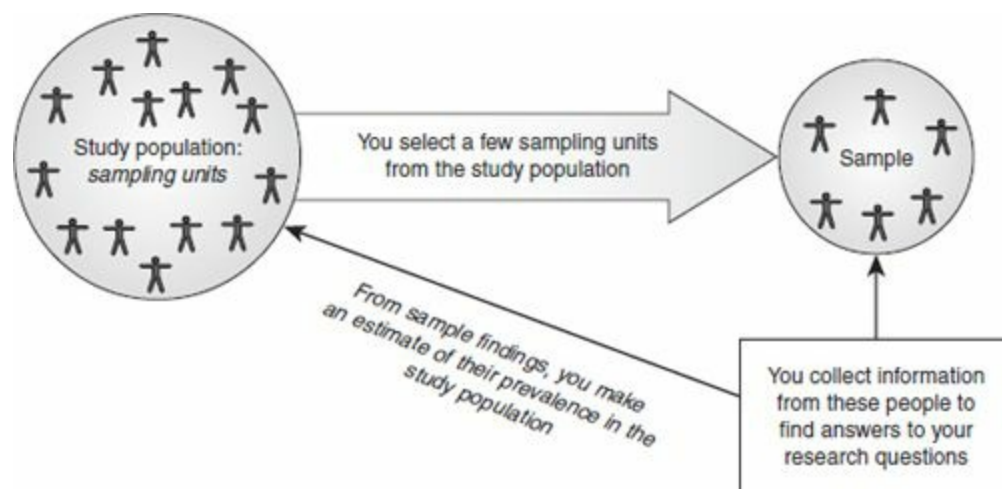 Study population:
sampling units
You select a few sampling units
from the study population
Sample
From sample findings, you make
an estimate of their prevalence in the
study population
You collect information
from these people to
find answers to your
research questions